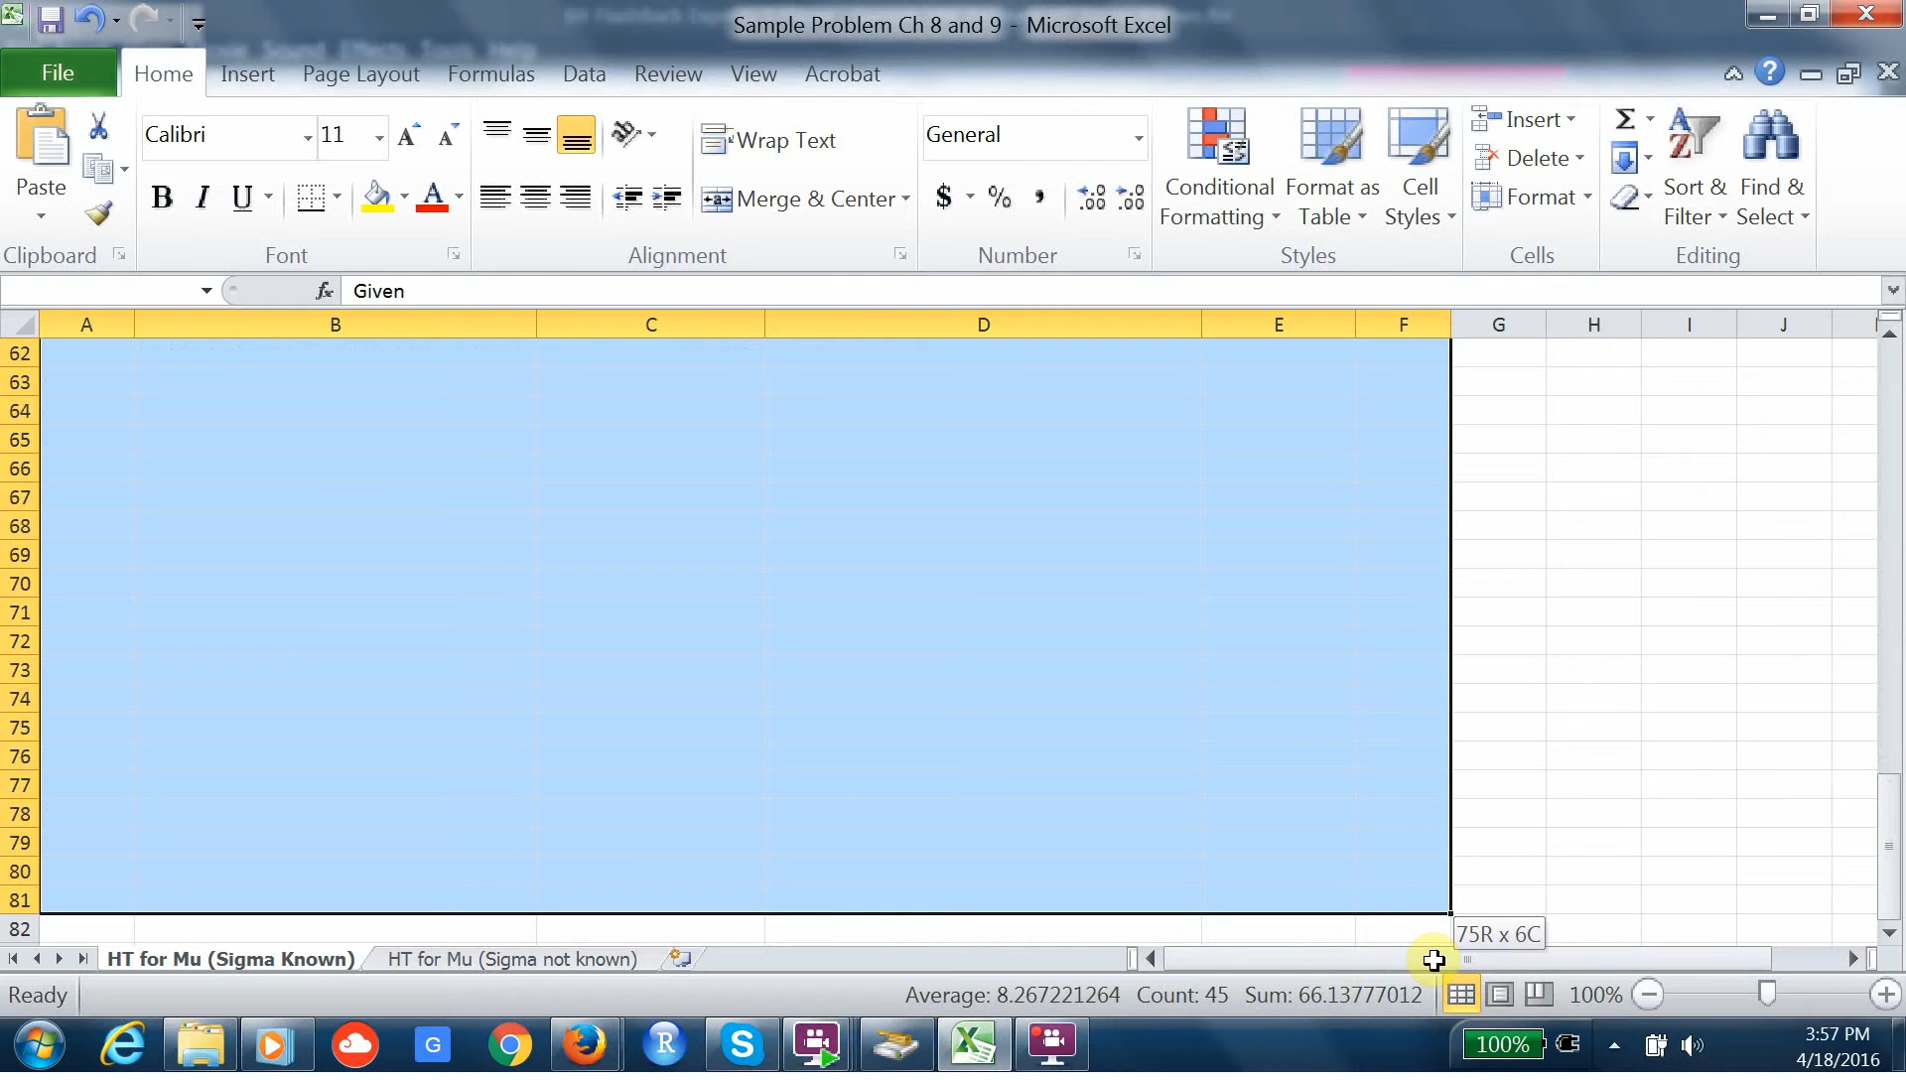 Sample Problem Ch 8 and 9 - Microsoft Excel
File Home Insert Page Layout Formulas Data Review View Acrobat
Calibri 11 Wrap Text General Insert
Delete
Paste B I U Merge & Center $ % , Conditional Formatting Format as Table Cell Styles Format Sort & Filter Find & Select
Clipboard Font Alignment Number Styles Cells Editing
fx Given
A B C D E F G H I J
62
63
64
65
66
67
68
69
70
71
72
73
74
75
76
77
78
79
80
81
82
75R x 6C
HT for Mu (Sigma Known) HT for Mu (Sigma not known)
Ready Average: 8.267221264 Count: 45 Sum: 66.13777012 100%
100% 3:57 PM
4/18/2016